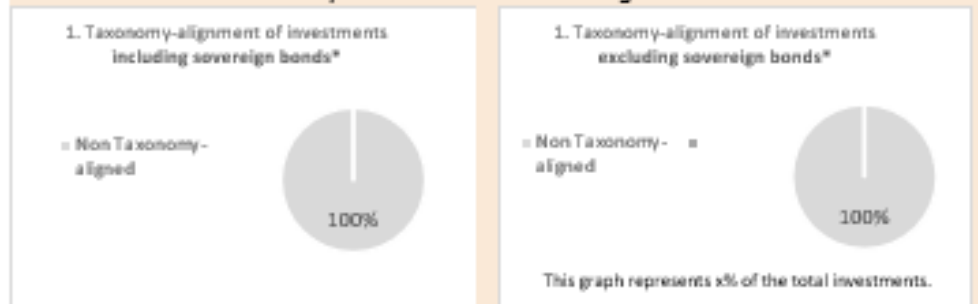 1. Taxonomy-alignment of investments
including sovereign bonds*
Non Taxonomy-
aligned
100%
1. Taxonomy-alignment of investments
excluding sovereign bonds*
Non Taxonomy-
aligned
100%
This graph represents x% of the total investments.